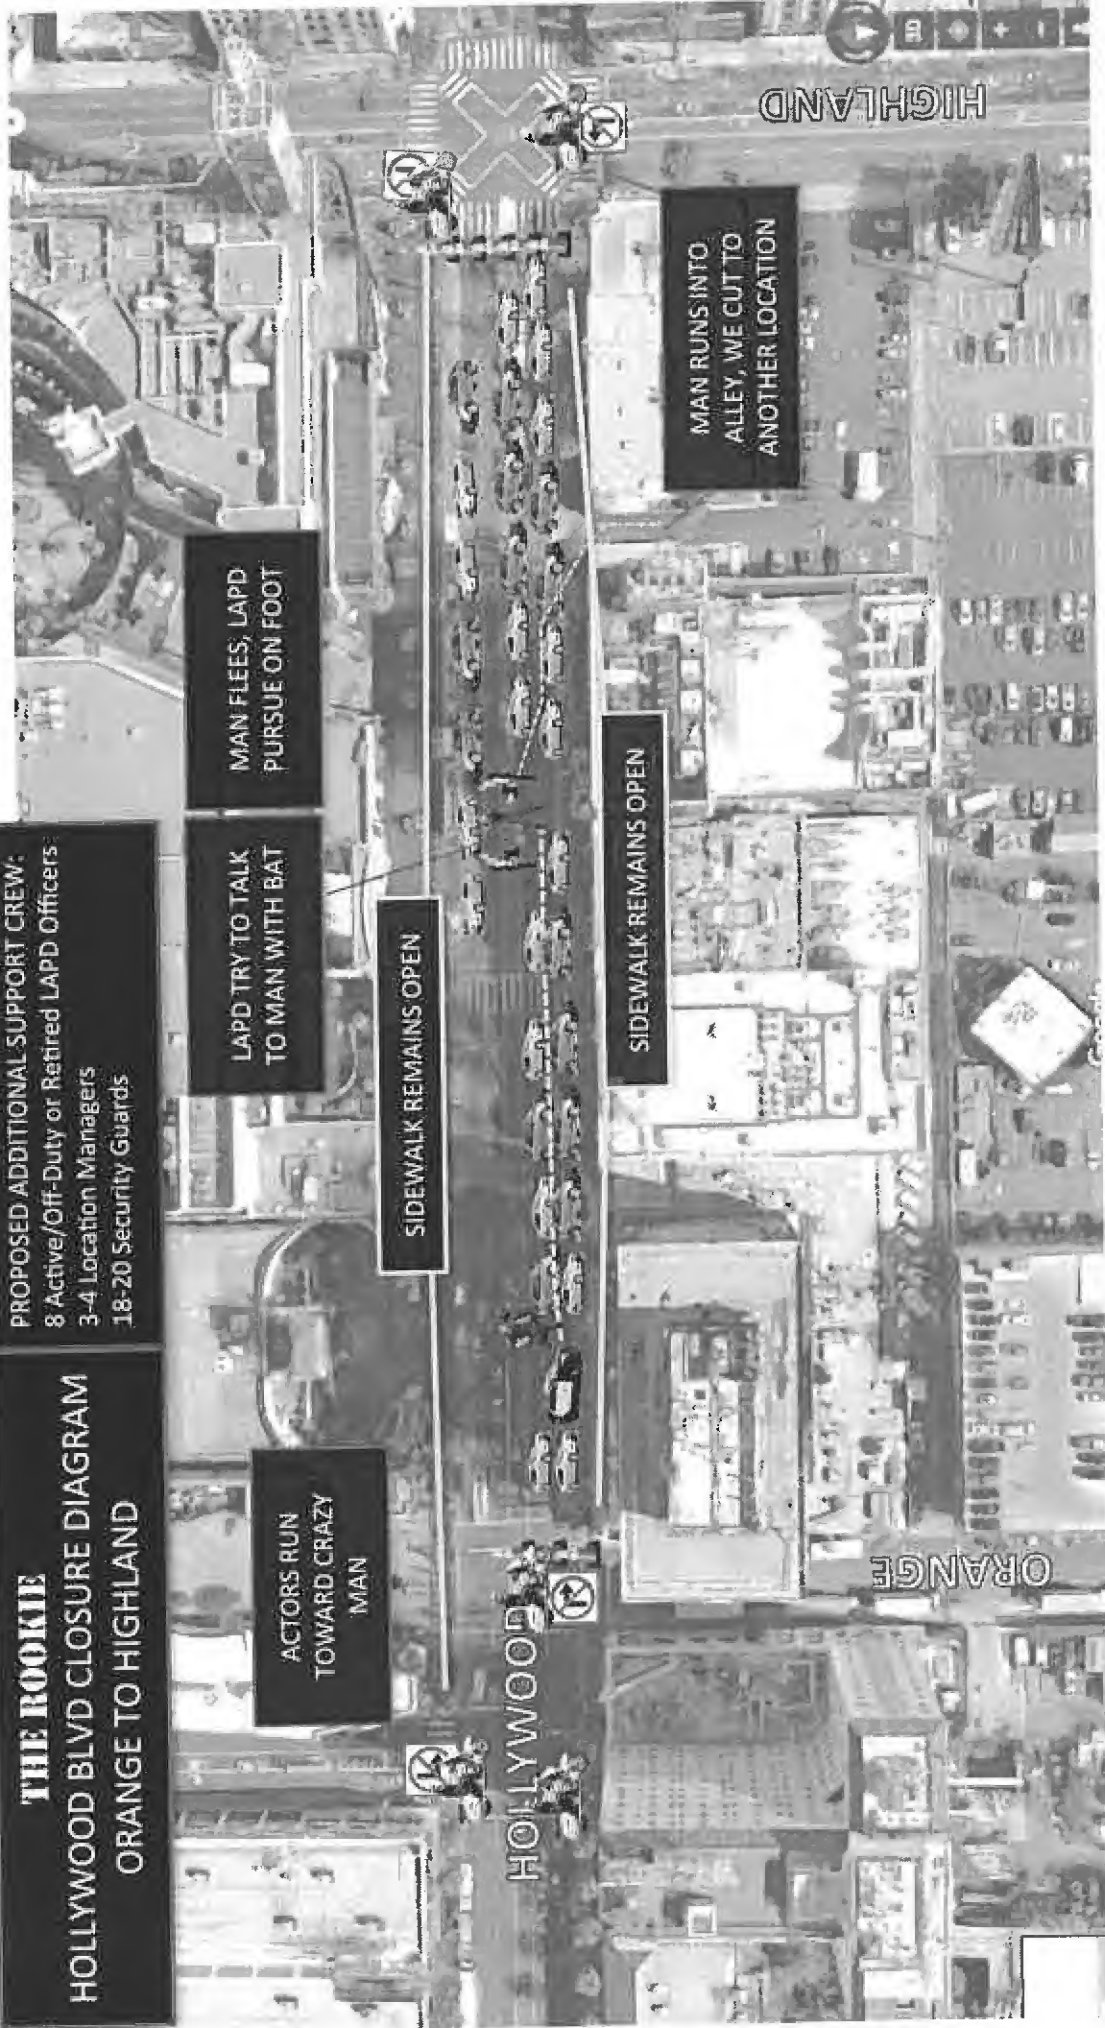 THE ROOKIE
HOLLYWOOD BLVD CLOSURE DIAGRAM
ORANGE TO HIGHLAND
PROPOSED ADDITIONAL SUPPORT CREW:
8 Active/Off-Duty or Retired LAPD Officers
3-4 Location Managers
18-20 Security Guards
ACTORS RUN
TOWARD CRAZY
MAN
LAPD TRY TO TALK
TO MAN WITH BAT
MAN FLEES, LAPD
PURSUE ON FOOT
SIDEWALK REMAINS OPEN
HOLLYWOOD
SIDEWALK REMAINS OPEN
MAN RUNS INTO
ALLEY, WE CUT TO
ANOTHER LOCATION
ORANGE
HIGHLAND
3D
Google